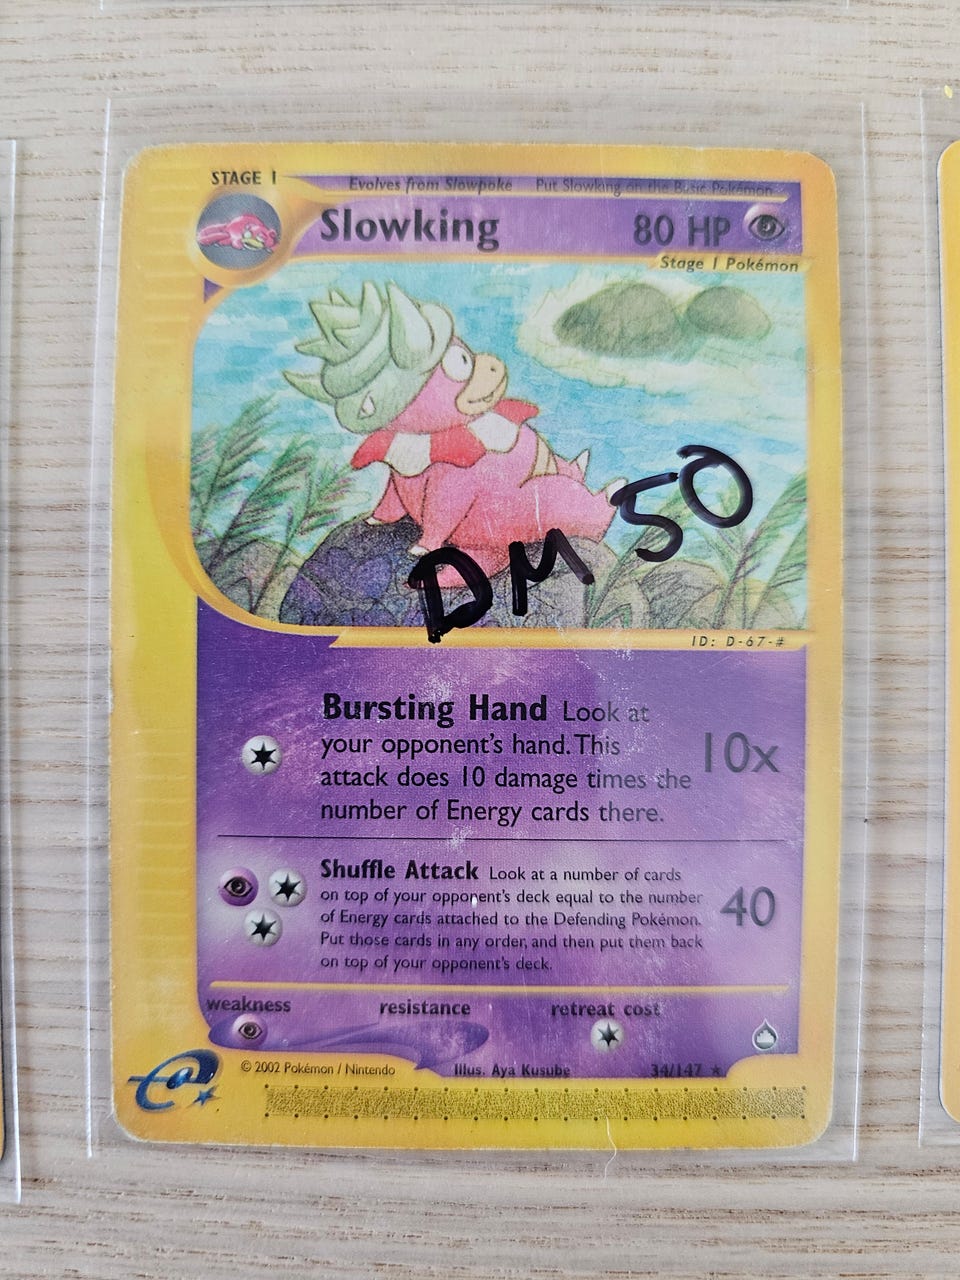 STAGE 1
Evolves from Slowpoke Put Slowking on the Basic Pokémon
Slowking 80 HP
Stage 1 Pokémon
DM 50
ID: D-67-#
Bursting Hand Look at
your opponent's hand. This
attack does 10 damage times the
number of Energy cards there.
10x
Shuffle Attack Look at a number of cards
on top of your opponent's deck equal to the number
of Energy cards attached to the Defending Pokémon.
Put those cards in any order, and then put them back
on top of your opponent's deck.
40
weakness resistance retreat cost
© 2002 Pokémon / Nintendo Illus. Aya Kusube 34/147 ★
e